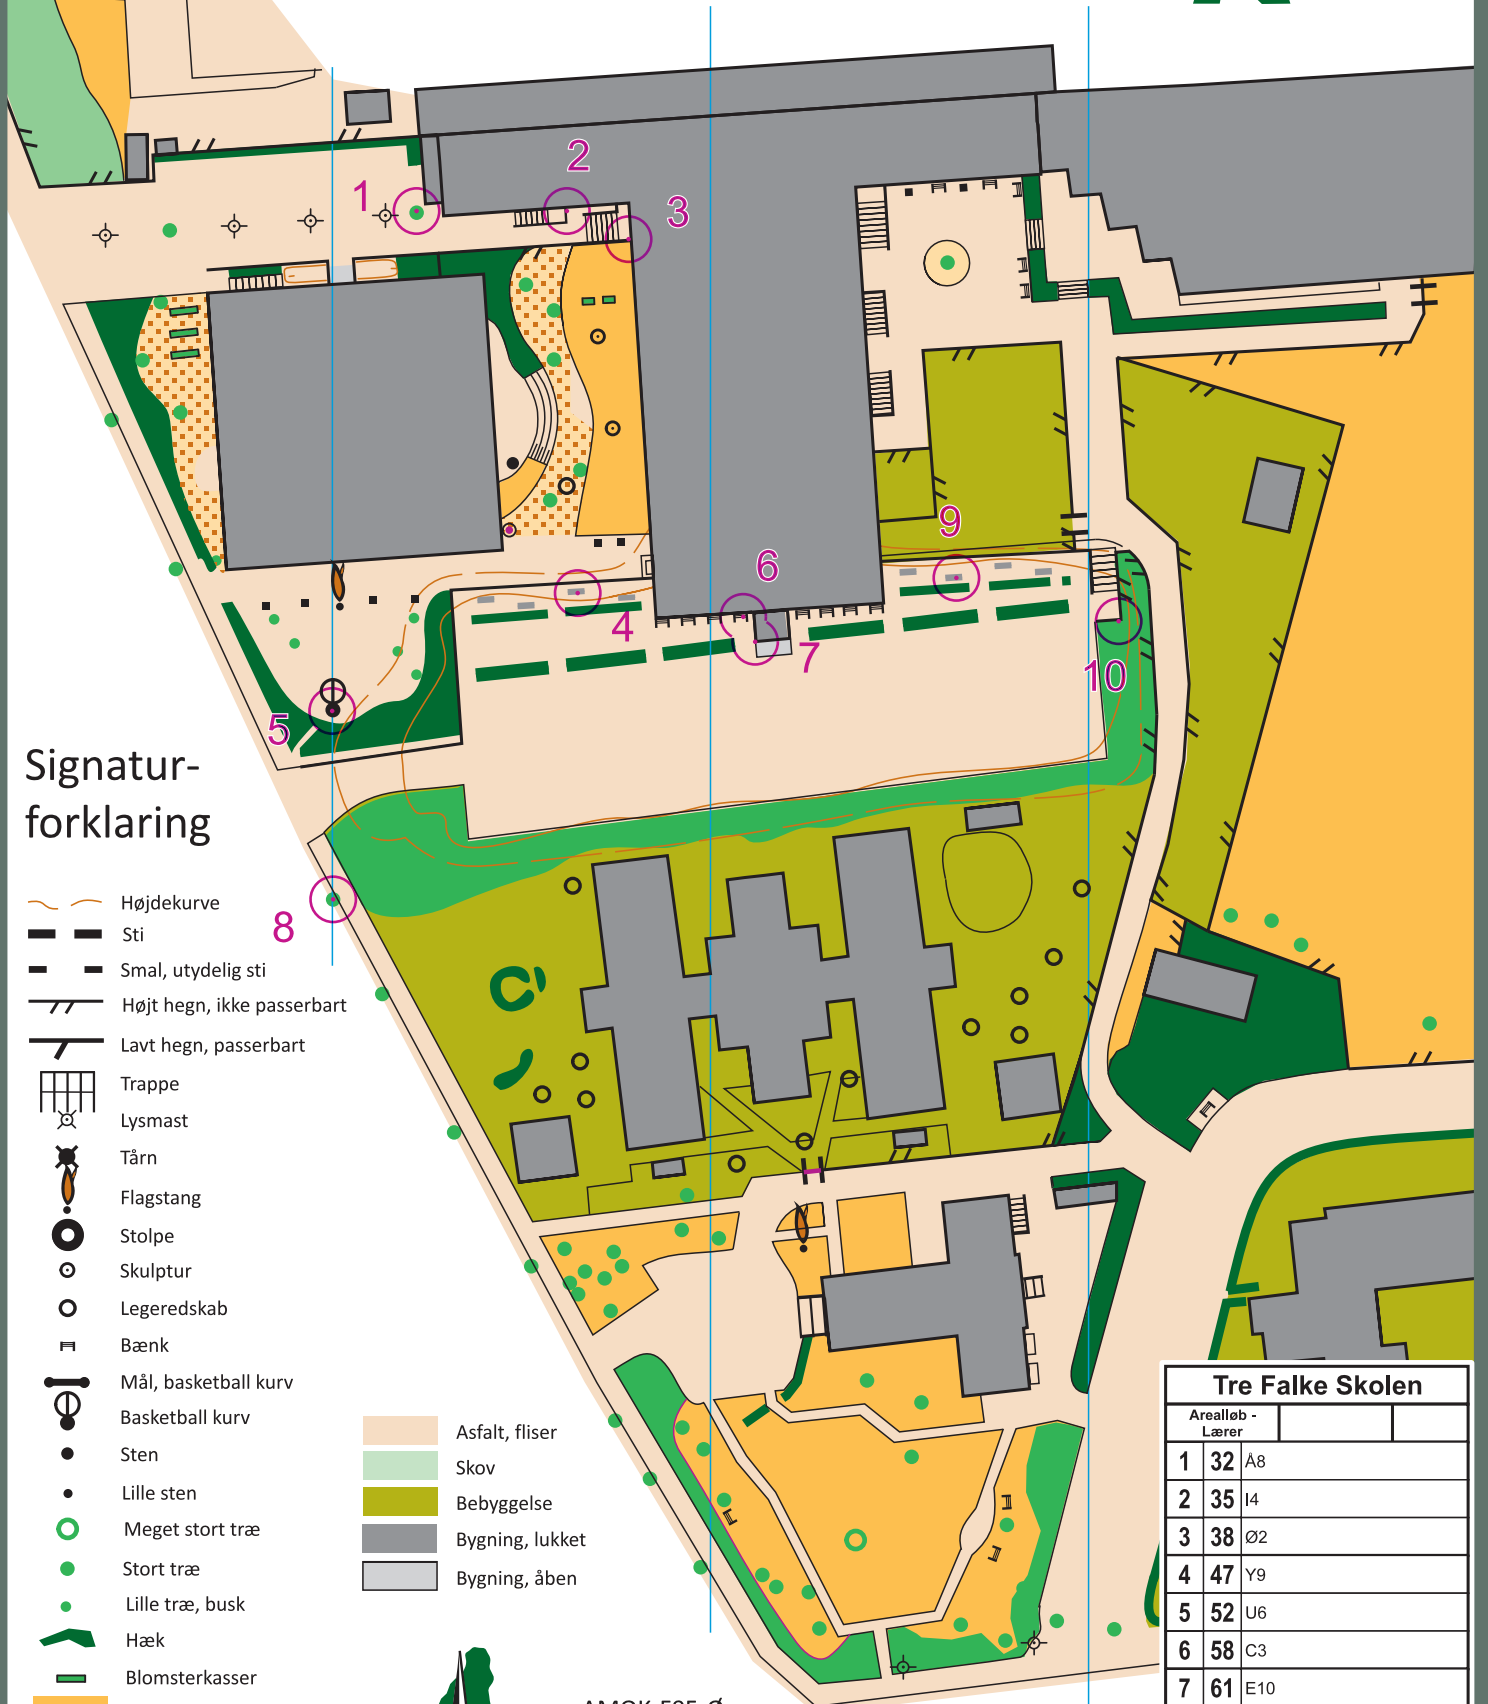 1
2
3
9
6
4
7
10
5
8
Signatur-
forklaring
Højdekurve
Sti
Smal, utydelig sti
Højt hegn, ikke passerbart
Lavt hegn, passerbart
Trappe
Lysmast
Tårn
Flagstang
Stolpe
Skulptur
Legeredskab
Bænk
Mål, basketball kurv
Basketball kurv
Sten
Lille sten
Meget stort træ
Stort træ
Lille træ, busk
Hæk
Blomsterkasser
Asfalt, fliser
Skov
Bebyggelse
Bygning, lukket
Bygning, åben
Tre Falke Skolen
Arealløb -
Lærer
1 32 Å8
2 35 I4
3 38 Ø2
4 47 Y9
5 52 U6
6 58 C3
7 61 E10